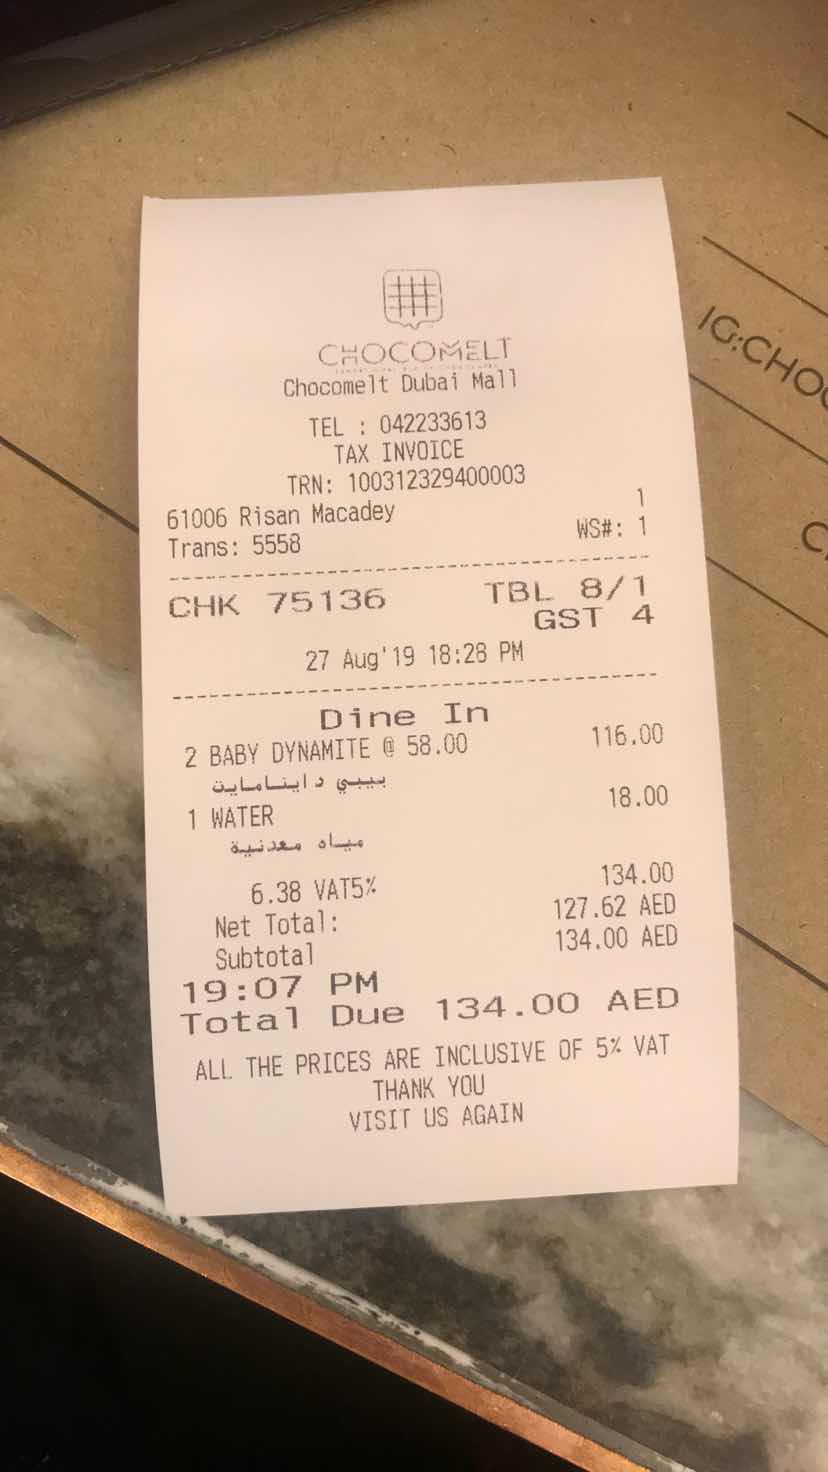 CHOCOMELT
Chocomelt Dubai Mall
TEL : 042233613
TAX INVOICE
TRN: 100312329400003
61006 Risan Macadey 1
Trans: 5558 WS#: 1
CHK 75136 TBL 8/1
GST 4
27 Aug'19 18:28 PM
Dine In
2 BABY DYNAMITE @ 58.00 116.00
بيبي داينامايت
1 WATER 18.00
مياه معدنية
6.38 VAT5% 134.00
Net Total: 127.62 AED
Subtotal 134.00 AED
19:07 PM
Total Due 134.00 AED
ALL THE PRICES ARE INCLUSIVE OF 5% VAT
THANK YOU
VISIT US AGAIN
IG:CHOC
C